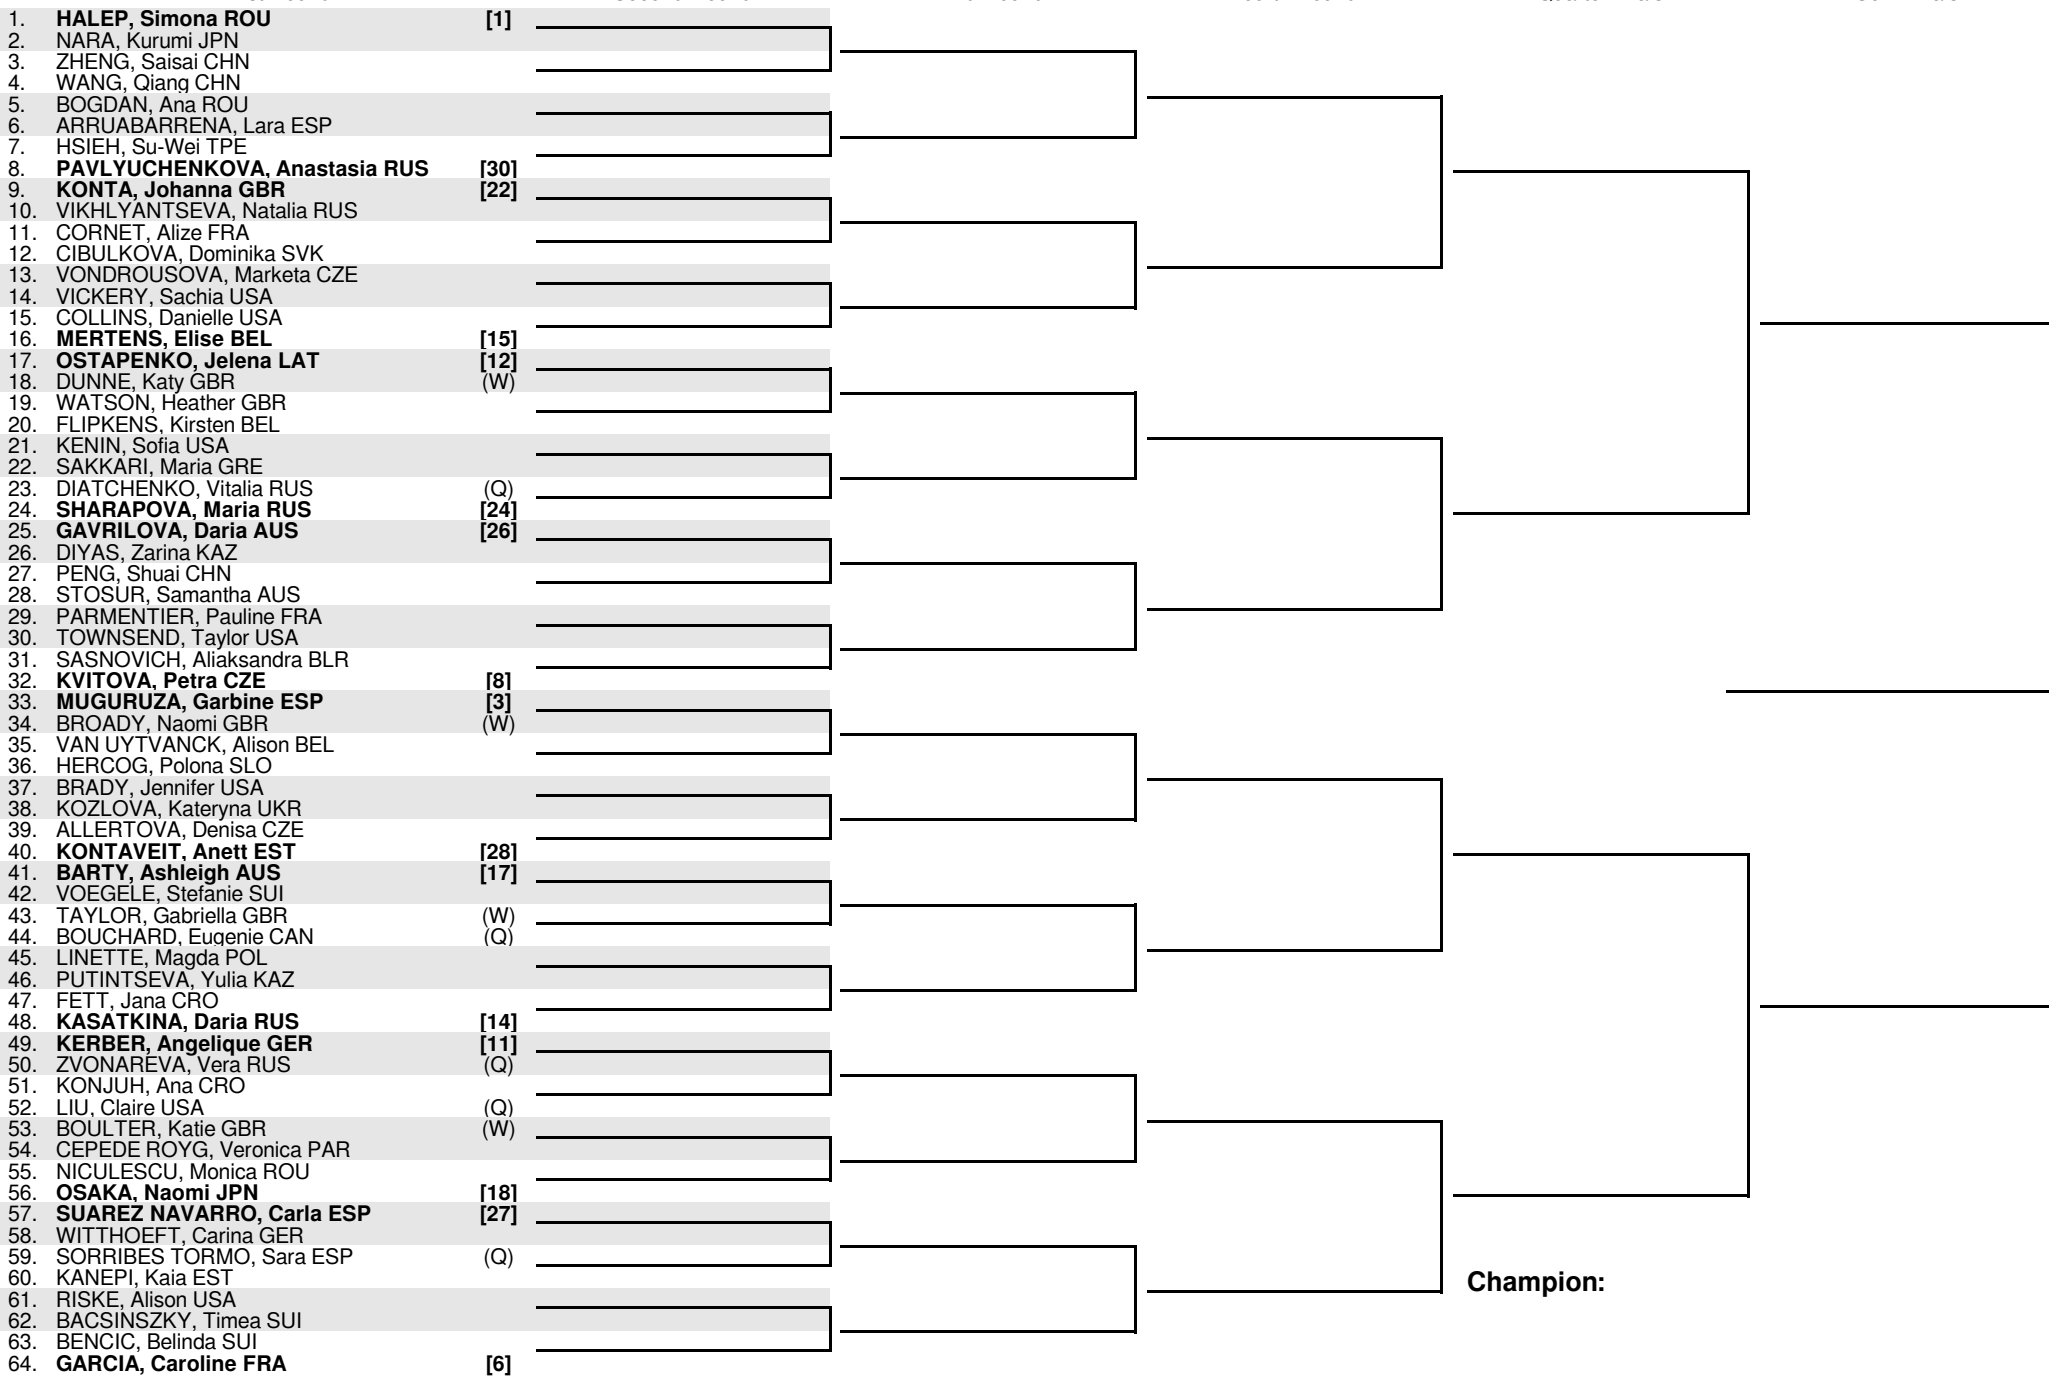 1. HALEP, Simona ROU [1]
2. NARA, Kurumi JPN
3. ZHENG, Saisai CHN
4. WANG, Qiang CHN
5. BOGDAN, Ana ROU
6. ARRUABARRENA, Lara ESP
7. HSIEH, Su-Wei TPE
8. PAVLYUCHENKOVA, Anastasia RUS [30]
9. KONTA, Johanna GBR [22]
10. VIKHLYANTSEVA, Natalia RUS
11. CORNET, Alize FRA
12. CIBULKOVA, Dominika SVK
13. VONDROUSOVA, Marketa CZE
14. VICKERY, Sachia USA
15. COLLINS, Danielle USA
16. MERTENS, Elise BEL [15]
17. OSTAPENKO, Jelena LAT [12]
18. DUNNE, Katy GBR (W)
19. WATSON, Heather GBR
20. FLIPKENS, Kirsten BEL
21. KENIN, Sofia USA
22. SAKKARI, Maria GRE
23. DIATCHENKO, Vitalia RUS (Q)
24. SHARAPOVA, Maria RUS [24]
25. GAVRILOVA, Daria AUS [26]
26. DIYAS, Zarina KAZ
27. PENG, Shuai CHN
28. STOSUR, Samantha AUS
29. PARMENTIER, Pauline FRA
30. TOWNSEND, Taylor USA
31. SASNOVICH, Aliaksandra BLR
32. KVITOVA, Petra CZE [8]
33. MUGURUZA, Garbine ESP [3]
34. BROADY, Naomi GBR (W)
35. VAN UYTVANCK, Alison BEL
36. HERCOG, Polona SLO
37. BRADY, Jennifer USA
38. KOZLOVA, Kateryna UKR
39. ALLERTOVA, Denisa CZE
40. KONTAVEIT, Anett EST [28]
41. BARTY, Ashleigh AUS [17]
42. VOEGELE, Stefanie SUI
43. TAYLOR, Gabriella GBR (W)
44. BOUCHARD, Eugenie CAN (Q)
45. LINETTE, Magda POL
46. PUTINTSEVA, Yulia KAZ
47. FETT, Jana CRO
48. KASATKINA, Daria RUS [14]
49. KERBER, Angelique GER [11]
50. ZVONAREVA, Vera RUS (Q)
51. KONJUH, Ana CRO
52. LIU, Claire USA (Q)
53. BOULTER, Katie GBR (W)
54. CEPEDE ROYG, Veronica PAR
55. NICULESCU, Monica ROU
56. OSAKA, Naomi JPN [18]
57. SUAREZ NAVARRO, Carla ESP [27]
58. WITTHOEFT, Carina GER
59. SORRIBES TORMO, Sara ESP (Q)
60. KANEPI, Kaia EST
Champion:
61. RISKE, Alison USA
62. BACSINSZKY, Timea SUI
63. BENCIC, Belinda SUI
64. GARCIA, Caroline FRA [6]